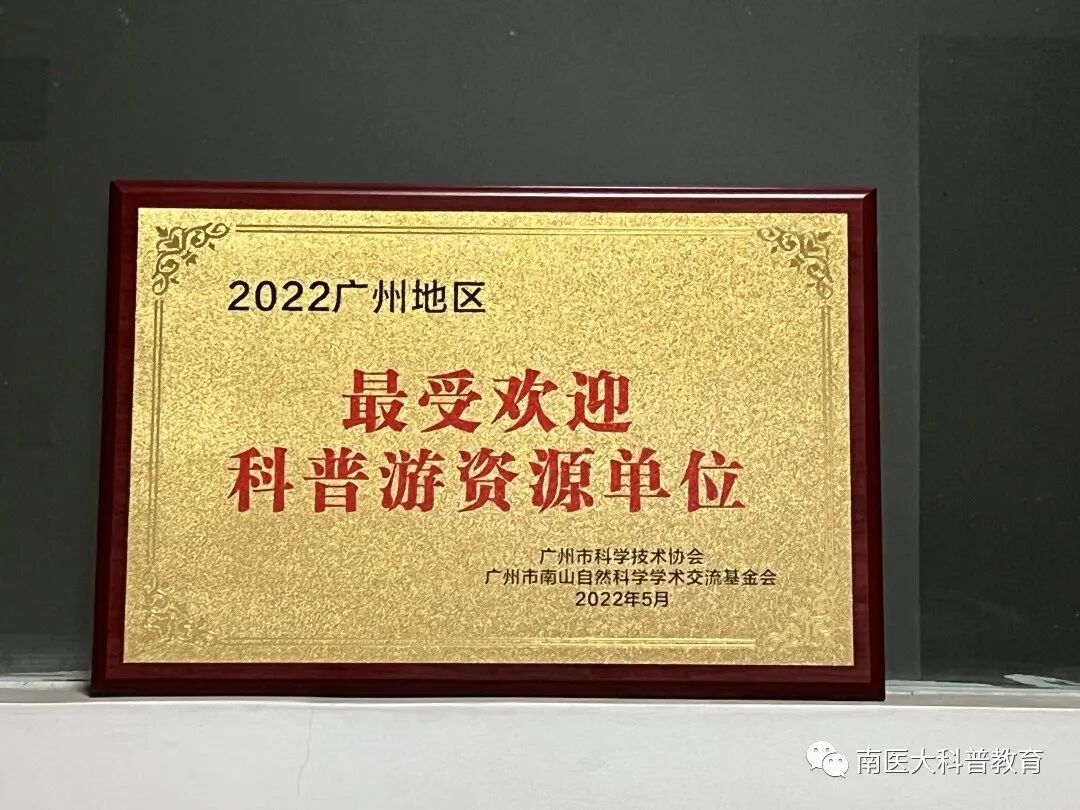 2022广州地区
最受欢迎
科普游资源单位
广州市科学技术协会
广州市南山自然科学学术交流基金会
2022年5月
南医大科普教育